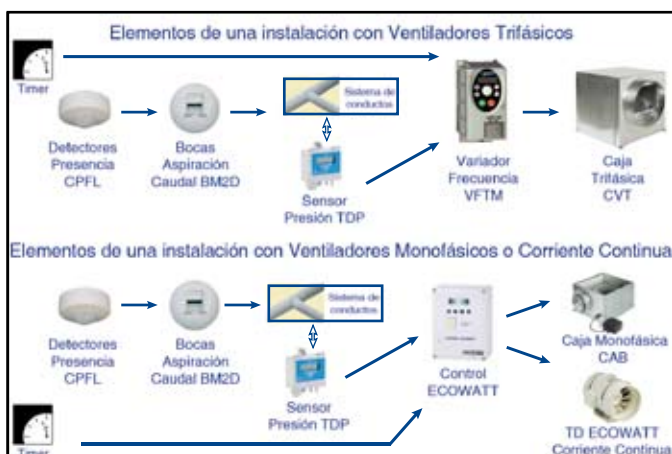 Elementos de una instalación con Ventiladores Trifásicos
Timer
Sistema de
conductos
Detectores
Presencia
CPFL
Bocas
Aspiración
Caudal BM2D
Sensor
Presión TDP
Variador
Frecuencia
VFTM
Caja
Trifásica
CVT
Elementos de una instalación con Ventiladores Monofásicos o Corriente Continua
Sistema de
conductos
Detectores
Presencia
CPFL
Bocas
Aspiración
Caudal BM2D
Sensor
Presión TDP
Control
ECOWATT
Caja Monofásica
CAB
TD ECOWATT
Corriente Continua
Timer